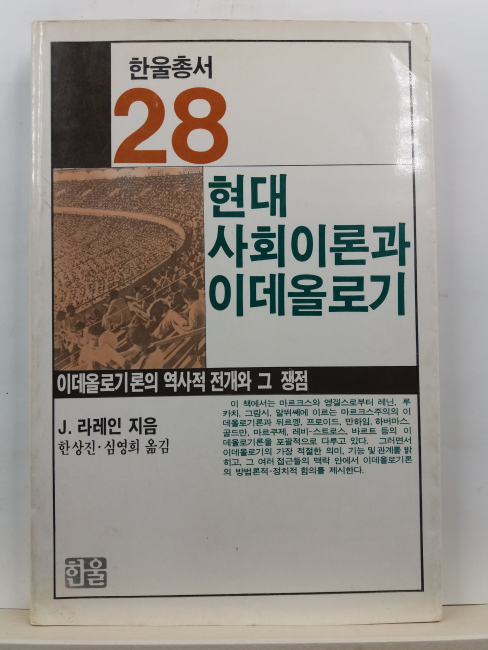 한울총서
28
현대
사회이론과
이데올로기
이데올로기론의 역사적 전개와 그 쟁점
J. 라레인 지음
한상진·심영희 옮김
이 책에서는 마르크스와 엥겔스로부터 레닌, 루
카치, 그람시, 알뛰쎄에 이르는 마르크스주의의 이
데올로기론과 뒤르껭, 프로이드, 만하임, 하버마스,
골드만, 마르쿠제, 레비-스트로스, 바르트 등의 이
데올로기론을 포괄적으로 다루고 있다. 그러면서
이데올로기의 가장 적절한 의미, 기능 및 관계를 밝
히고, 그 여러 접근들의 맥락 안에서 이데올로기론
의 방법론적·정치적 함의를 제시한다.
한울